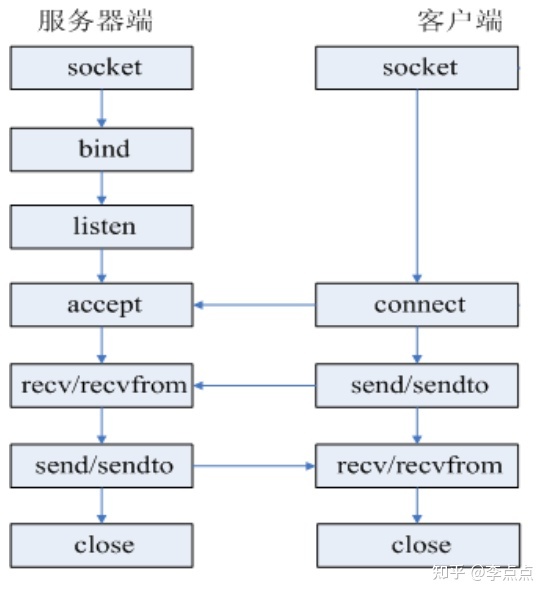 服务器端
客户端
socket
socket
bind
listen
accept
connect
recv/recvfrom
send/sendto
send/sendto
recv/recvfrom
close
close
知乎 @季点点